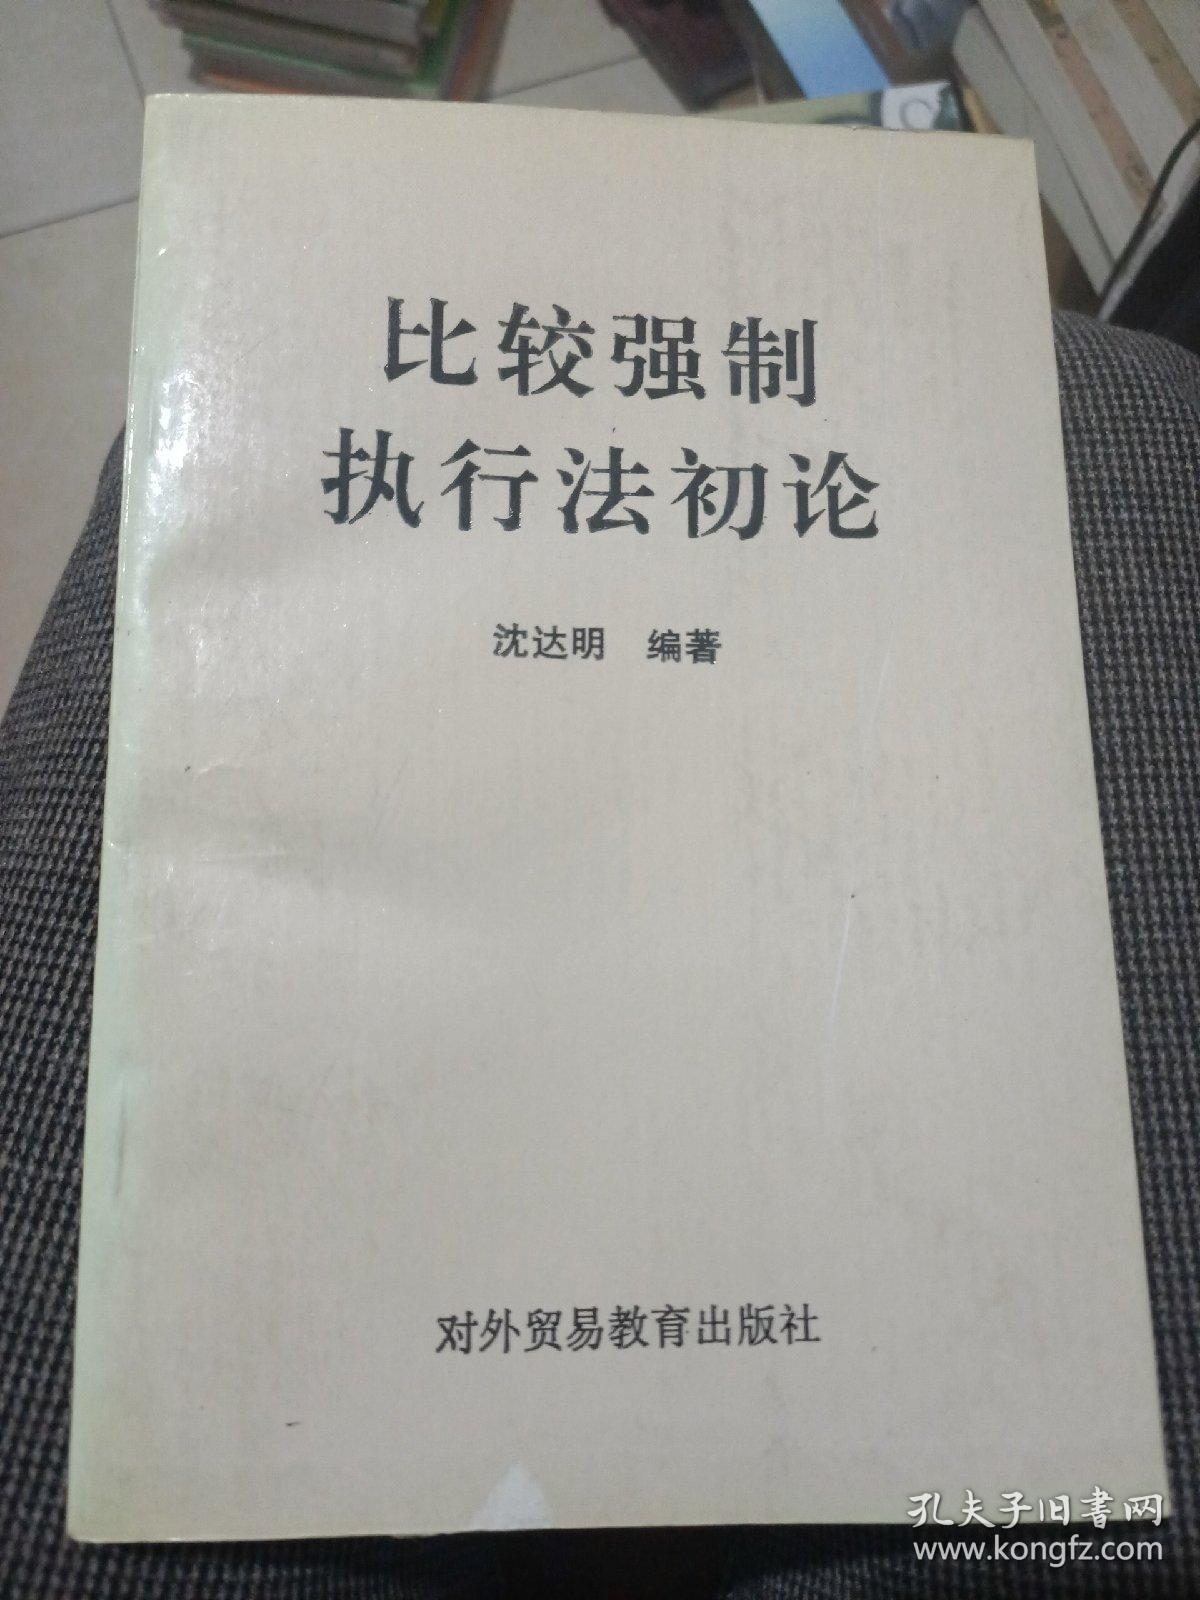 比较强制
执行法初论
沈达明 编著
对外贸易教育出版社
孔夫子旧书网
www.kongfz.com